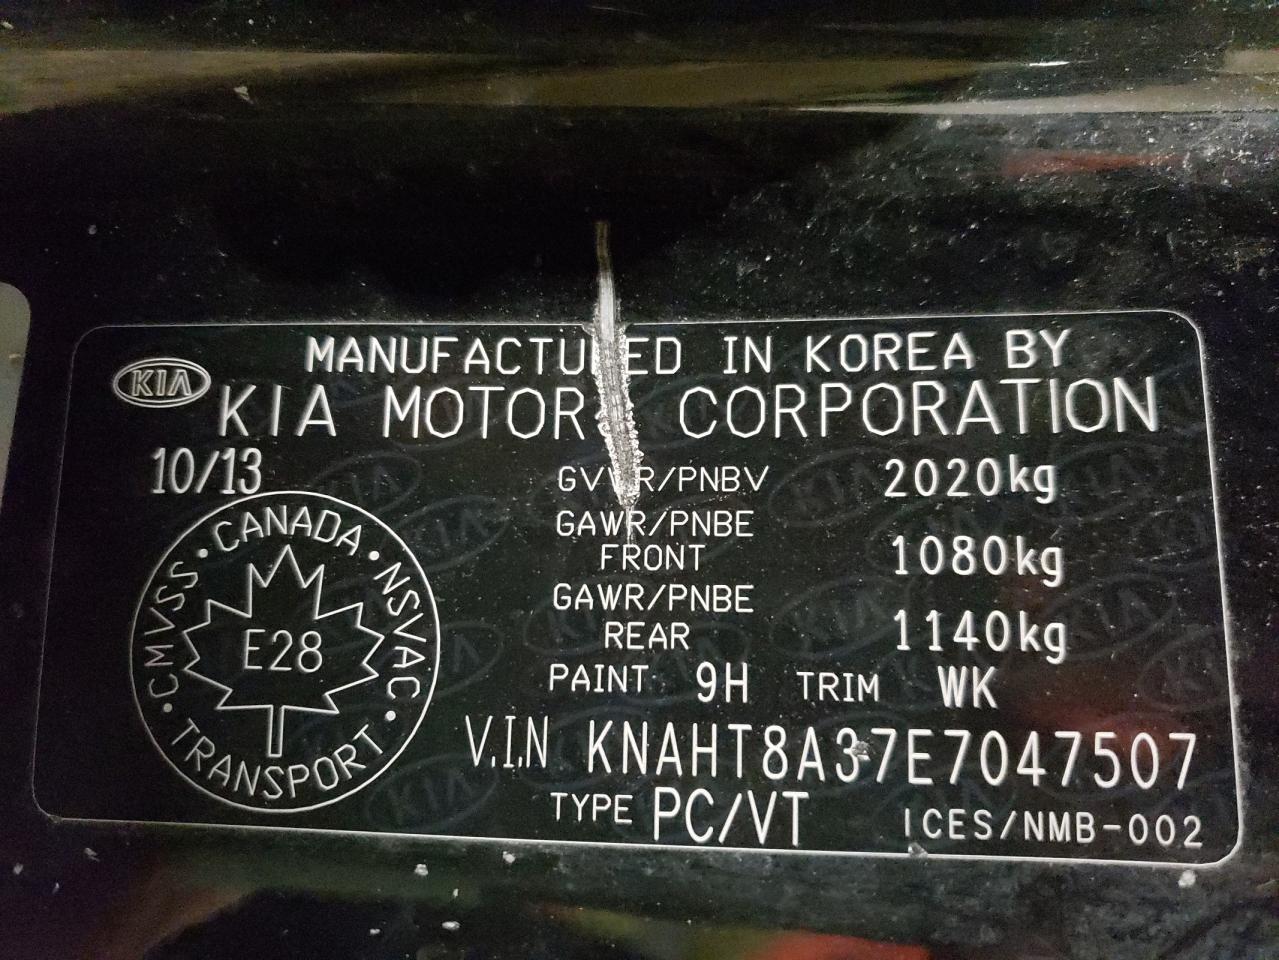 MANUFACTURED IN KOREA BY
KIA
KIA MOTOR CORPORATION
10/13
GVWR/PNBV 2020kg
GAWR/PNBE
FRONT 1080kg
GAWR/PNBE
REAR 1140kg
PAINT 9H TRIM WK
V.I.N KNAHT8A37E7047507
TYPE PC/VT ICES/NMB-002
CMVSS • CANADA • NSVAC • TRANSPORT •
E28